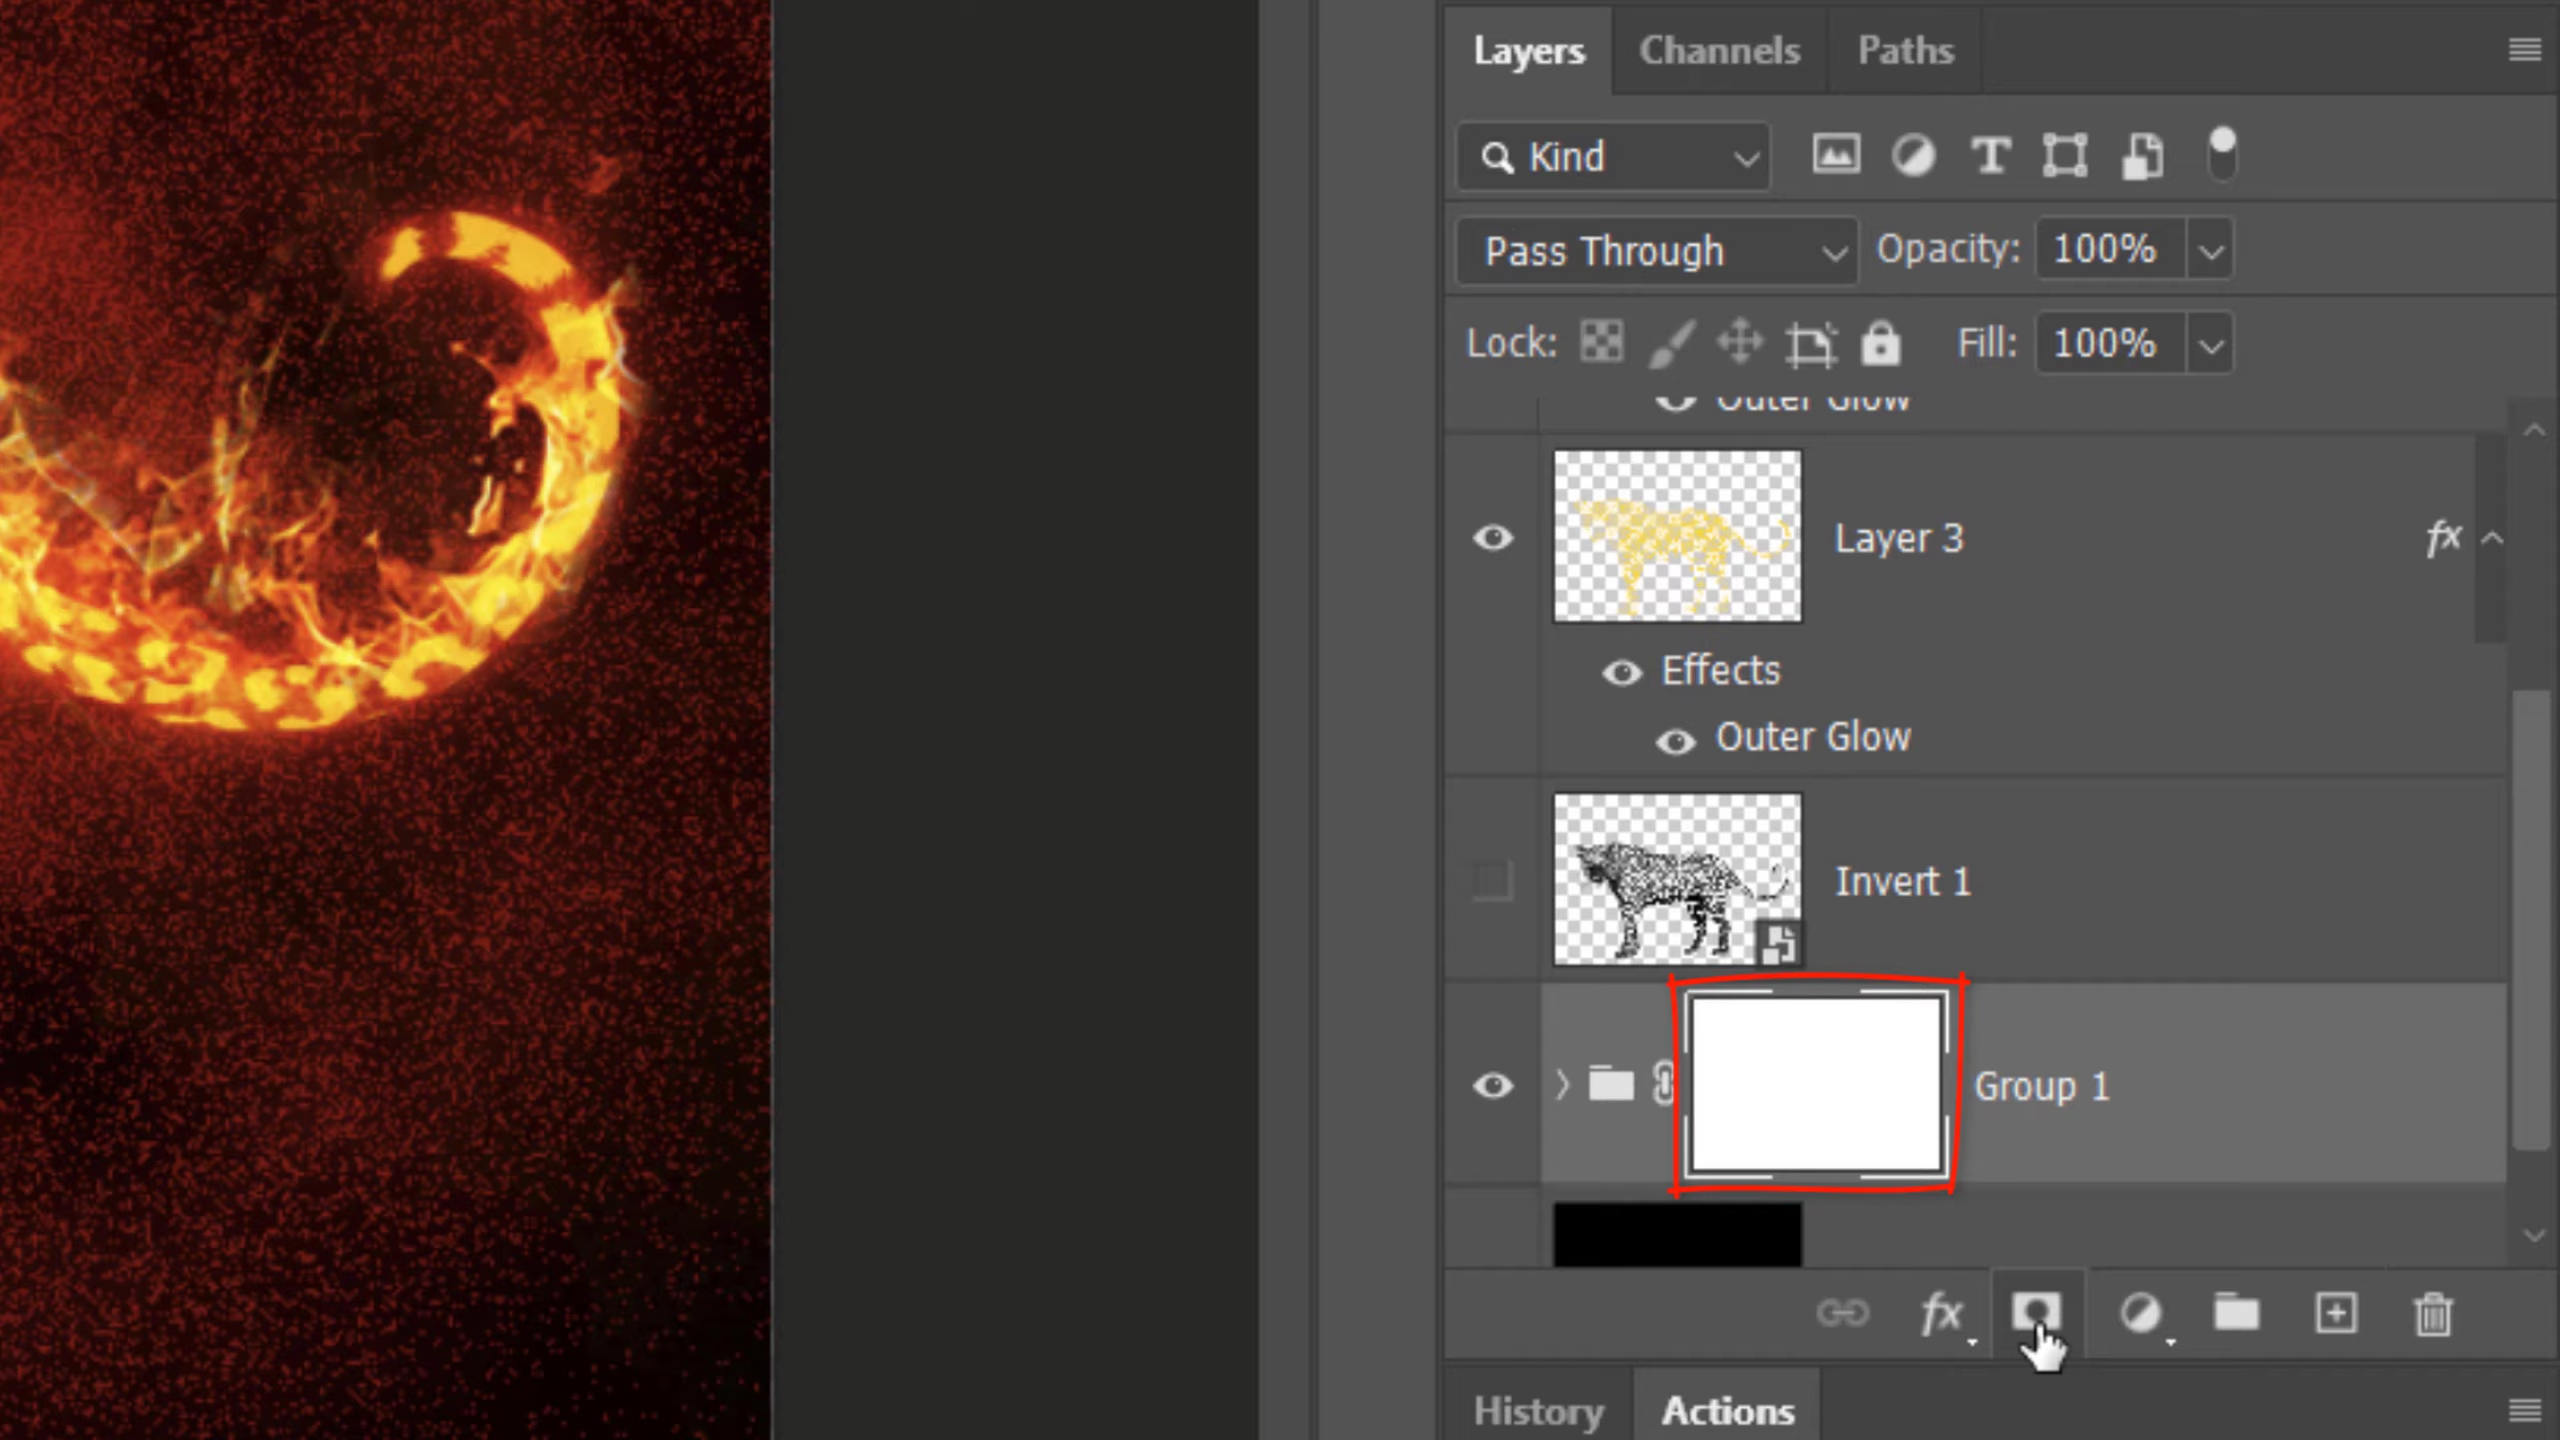 Layers Channels Paths
Kind
Pass Through Opacity: 100%
Lock: Fill: 100%
Outer Glow
Layer 3 fx
Effects
Outer Glow
Invert 1
Group 1
fx
History Actions